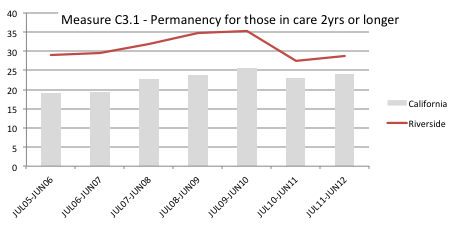 Measure C3.1 - Permanency for those in care 2yrs or longer
40
35
30
25
20
15
10
5
0
JUL05-JUN06
JUL06-JUN07
JUL07-JUN08
JUL08-JUN09
JUL09-JUN10
JUL10-JUN11
JUL11-JUN12
California
Riverside